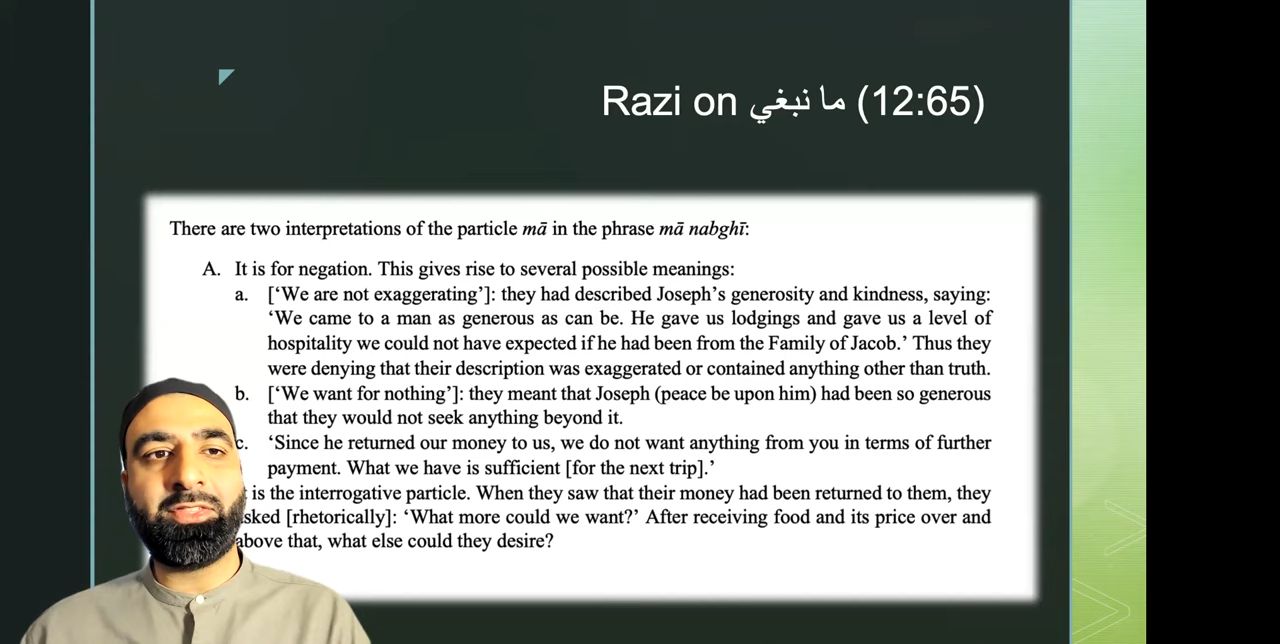 Razi on ما نبغي (12:65)
There are two interpretations of the particle mā in the phrase mā nabghī:
A. It is for negation. This gives rise to several possible meanings:
a. [‘We are not exaggerating’]: they had described Joseph’s generosity and kindness, saying:
‘We came to a man as generous as can be. He gave us lodgings and gave us a level of
hospitality we could not have expected if he had been from the Family of Jacob.’ Thus they
were denying that their description was exaggerated or contained anything other than truth.
b. [‘We want for nothing’]: they meant that Joseph (peace be upon him) had been so generous
that they would not seek anything beyond it.
c. ‘Since he returned our money to us, we do not want anything from you in terms of further
payment. What we have is sufficient [for the next trip].’
is the interrogative particle. When they saw that their money had been returned to them, they
[rhetorically]: ‘What more could we want?’ After receiving food and its price over and
above that, what else could they desire?